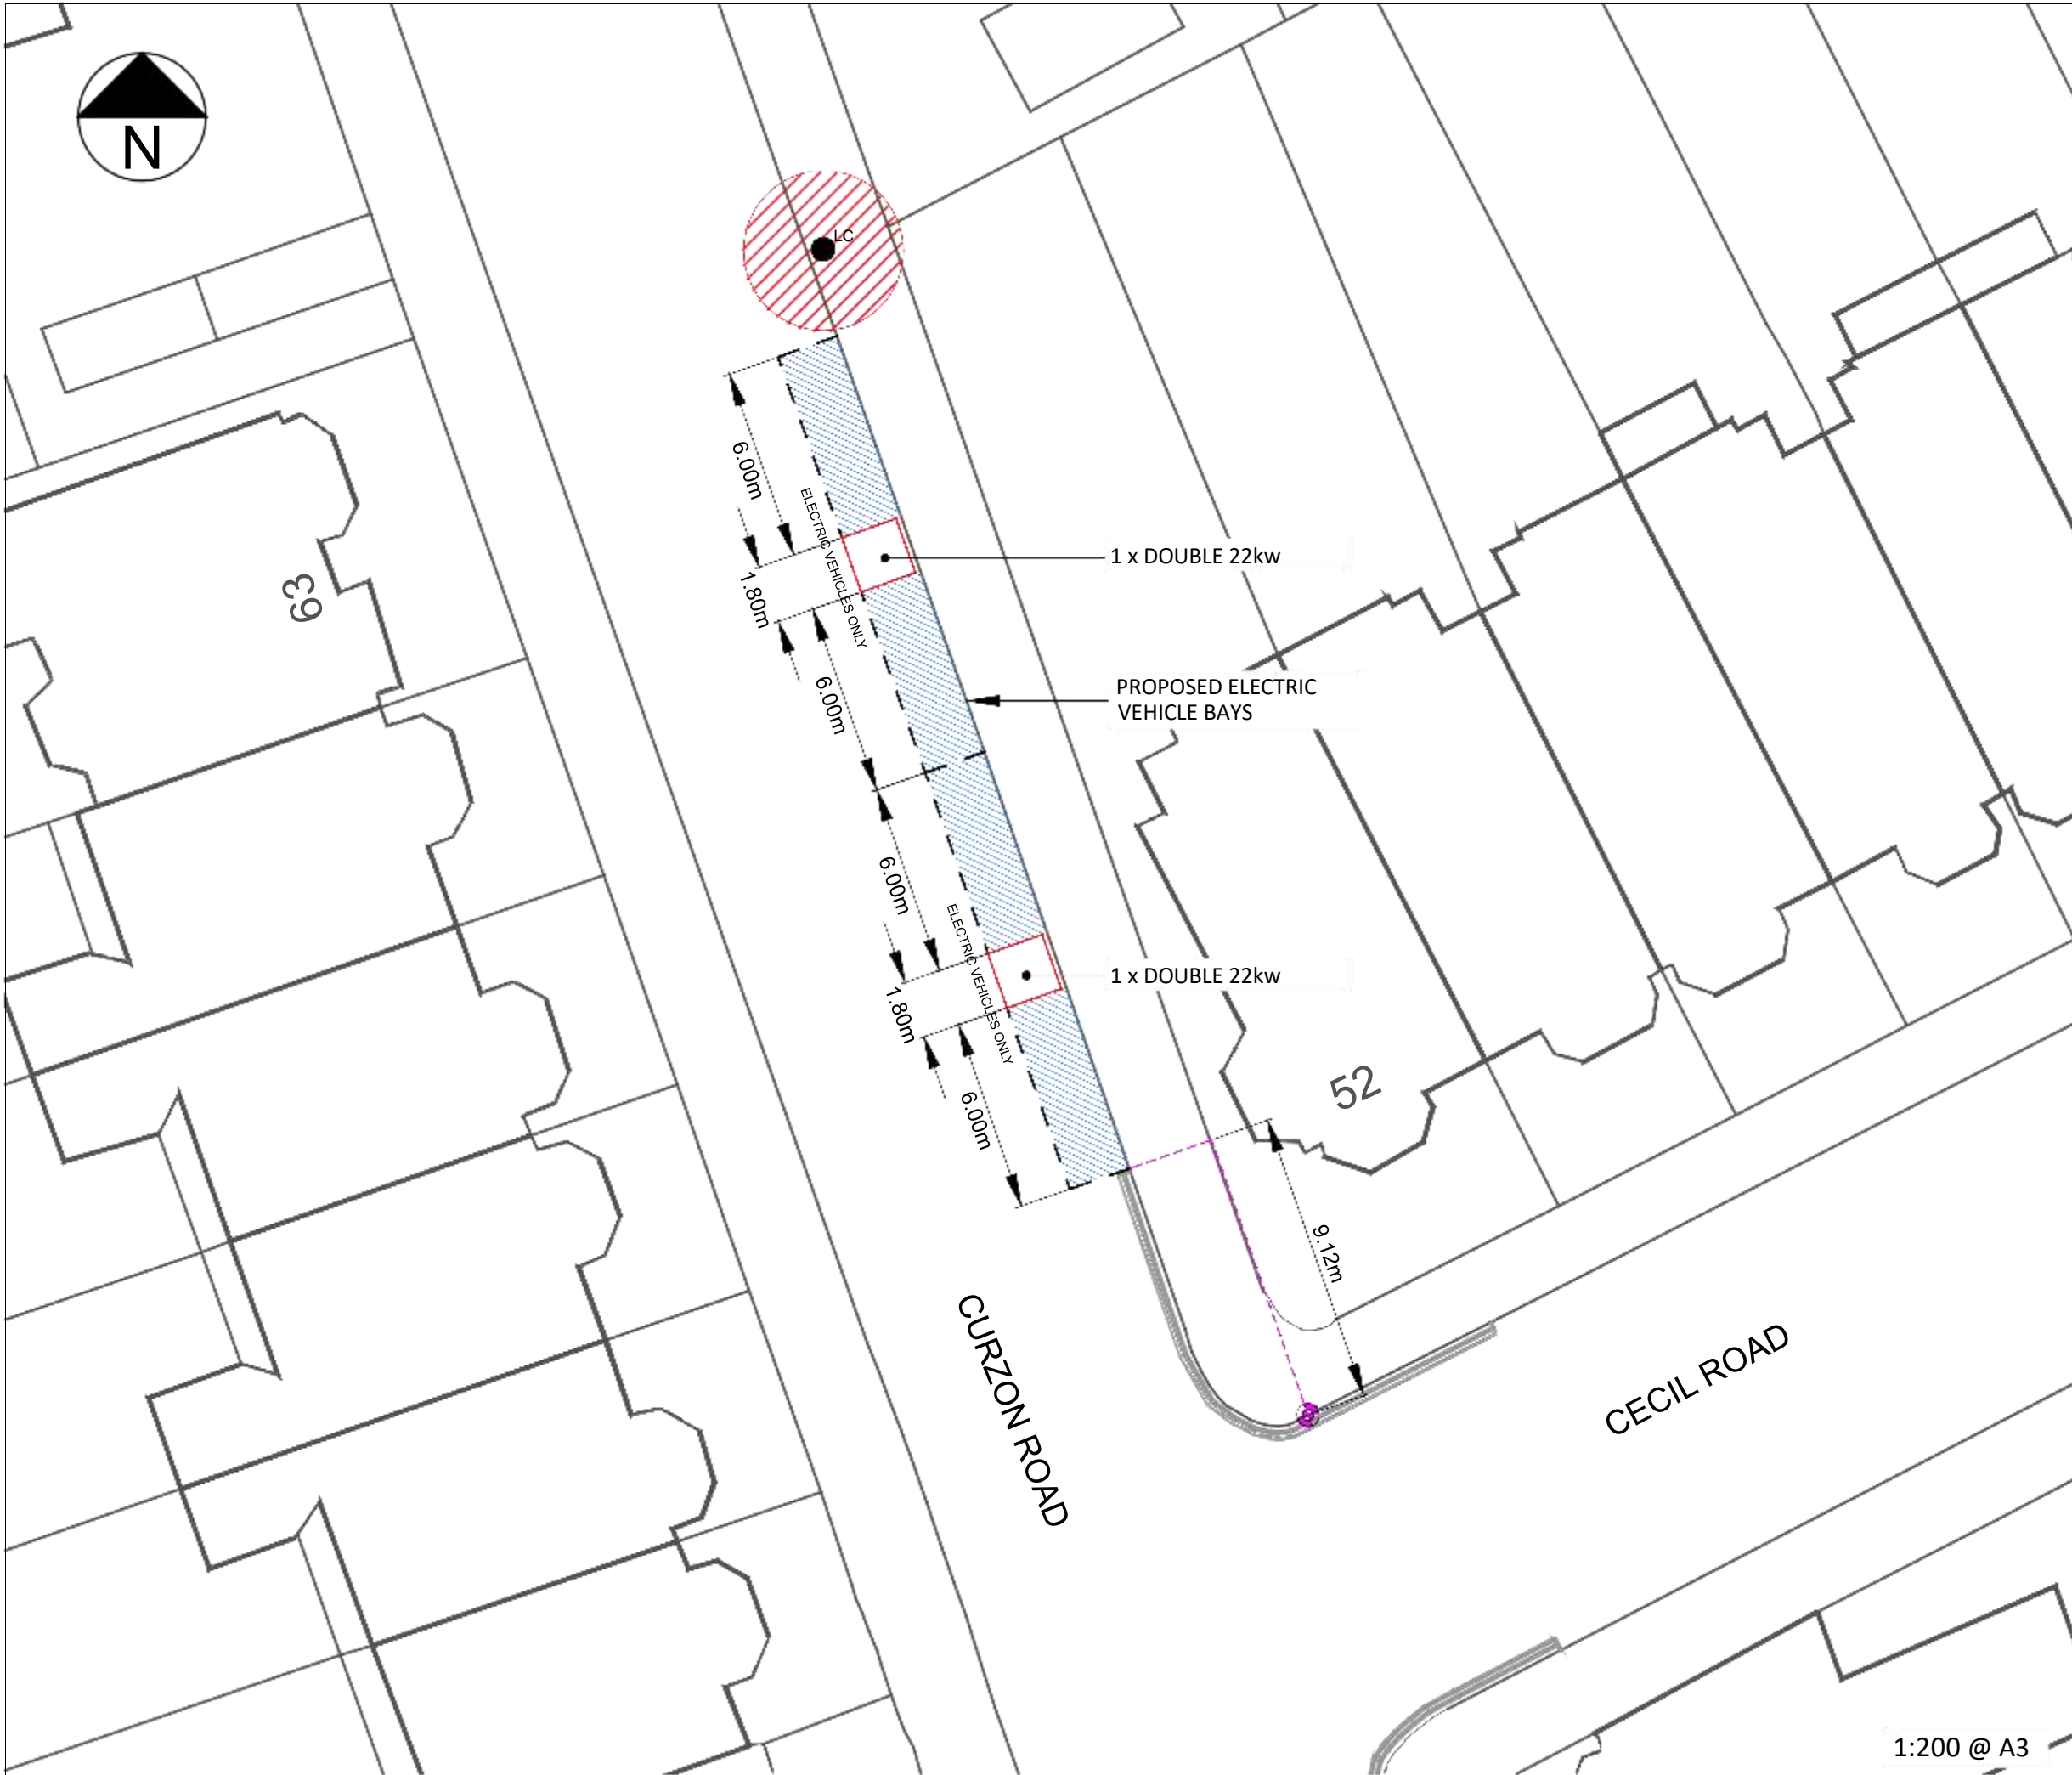 N
LC
6.00m
ELECTRIC VEHICLES ONLY
1 x DOUBLE 22kw
63
1.80m
6.00m
PROPOSED ELECTRIC
VEHICLE BAYS
6.00m
ELECTRIC VEHICLES ONLY
1 x DOUBLE 22kw
1.80m
6.00m
52
9.12m
CURZON ROAD
CECIL ROAD
1:200 @ A3